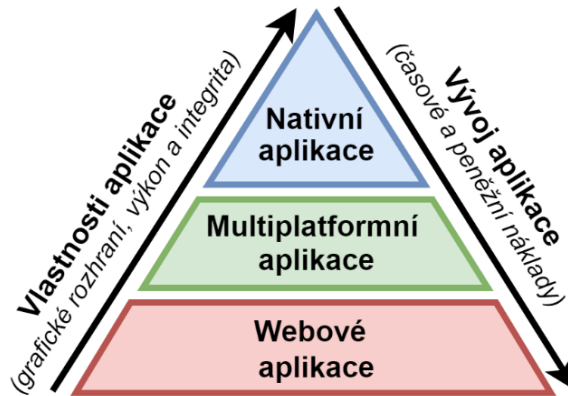 Vlastnosti aplikace
(grafické rozhraní, výkon a integrita)
Vývoj aplikace
(časové a peněžní náklady)
Nativní
aplikace
Multiplatformní
aplikace
Webové
aplikace